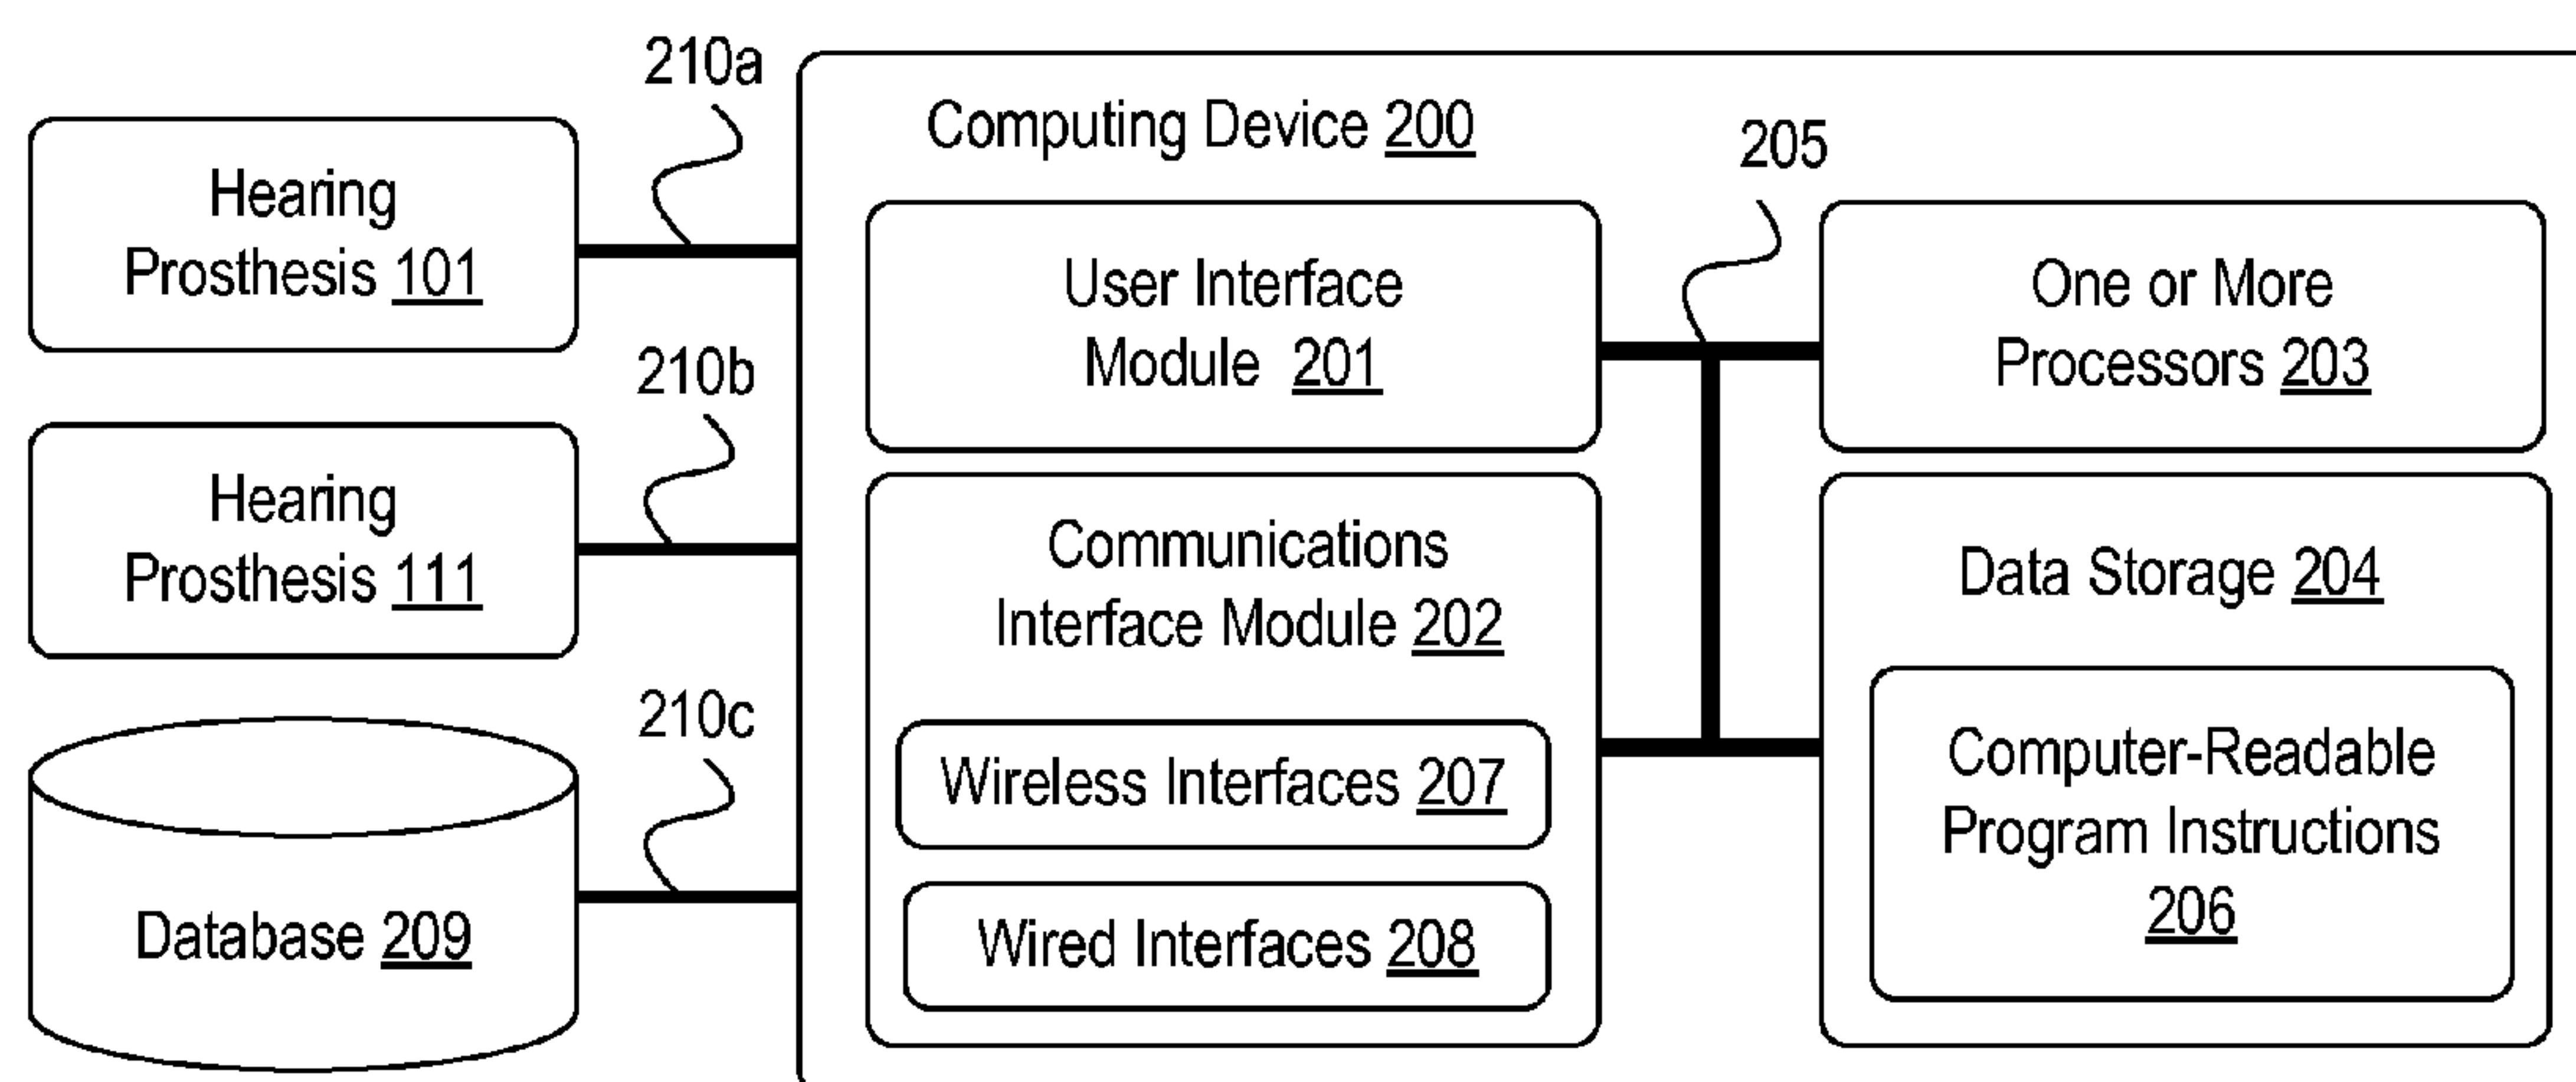 210a
Hearing
Prosthesis 101
210b
Hearing
Prosthesis 111
210c
Database 209
Computing Device 200
205
User Interface
Module 201
One or More
Processors 203
Communications
Interface Module 202
Wireless Interfaces 207
Wired Interfaces 208
Data Storage 204
Computer-Readable
Program Instructions
206